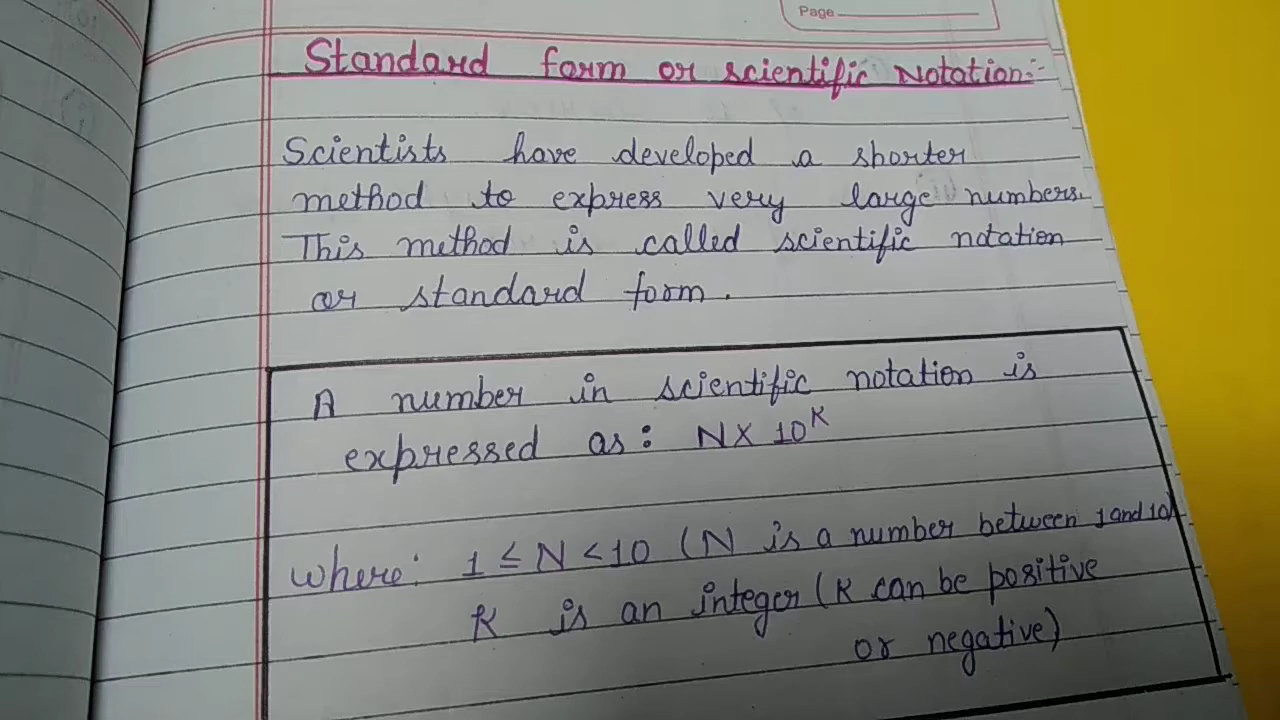 Page
Standard form or scientific Notation:-
Scientists have developed a shorter
method to express very large numbers.
This method is called scientific notation
or standard form.
A number in scientific notation is
expressed as: N X 10^K
Where: 1 ≤ N < 10 (N is a number between 1 and 10)
K is an integer (K can be positive
or negative)